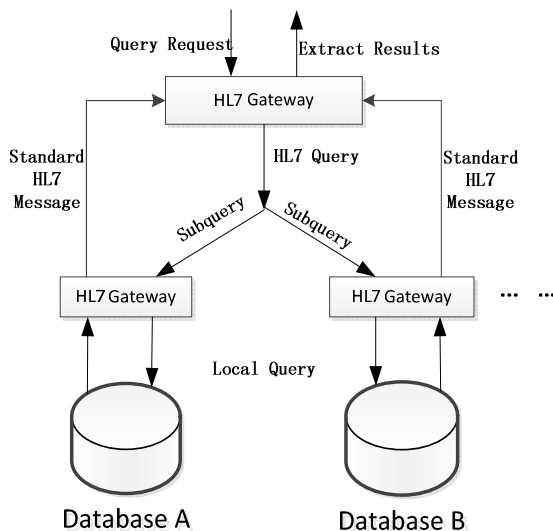 Query Request
Extract Results
HL7 Gateway
HL7 Query
Standard
HL7
Message
Standard
HL7
Message
Subquery
Subquery
HL7 Gateway
HL7 Gateway
... ...
Local Query
Database A
Database B